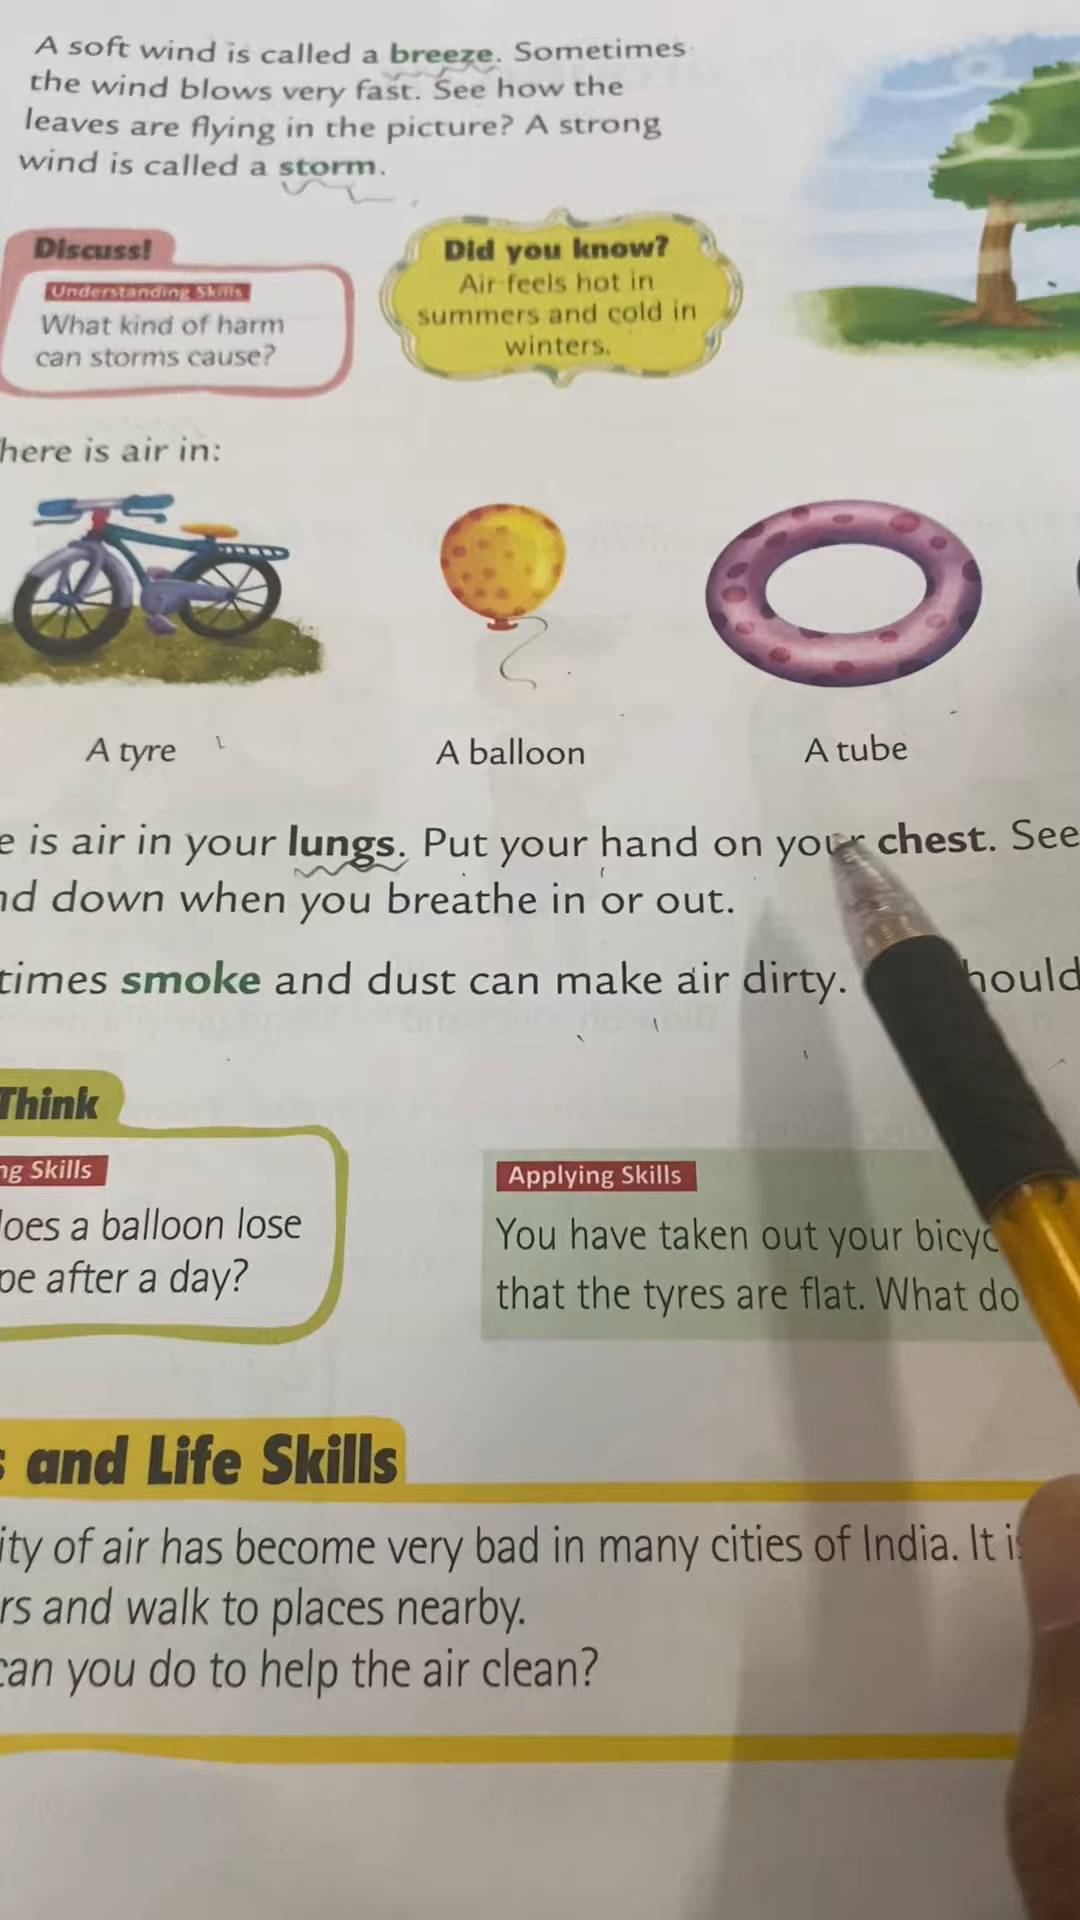 A soft wind is called a breeze. Sometimes
the wind blows very fast. See how the
leaves are flying in the picture? A strong
wind is called a storm.
Discuss!
Understanding Skills
What kind of harm
can storms cause?
Did you know?
Air feels hot in
summers and cold in
winters.
here is air in:
A tyre
A balloon
A tube
e is air in your lungs. Put your hand on your chest. See
nd down when you breathe in or out.
times smoke and dust can make air dirty. hould
Think
ng Skills
does a balloon lose
pe after a day?
Applying Skills
You have taken out your bicyc
that the tyres are flat. What do
s and Life Skills
ity of air has become very bad in many cities of India. It is
rs and walk to places nearby.
can you do to help the air clean?